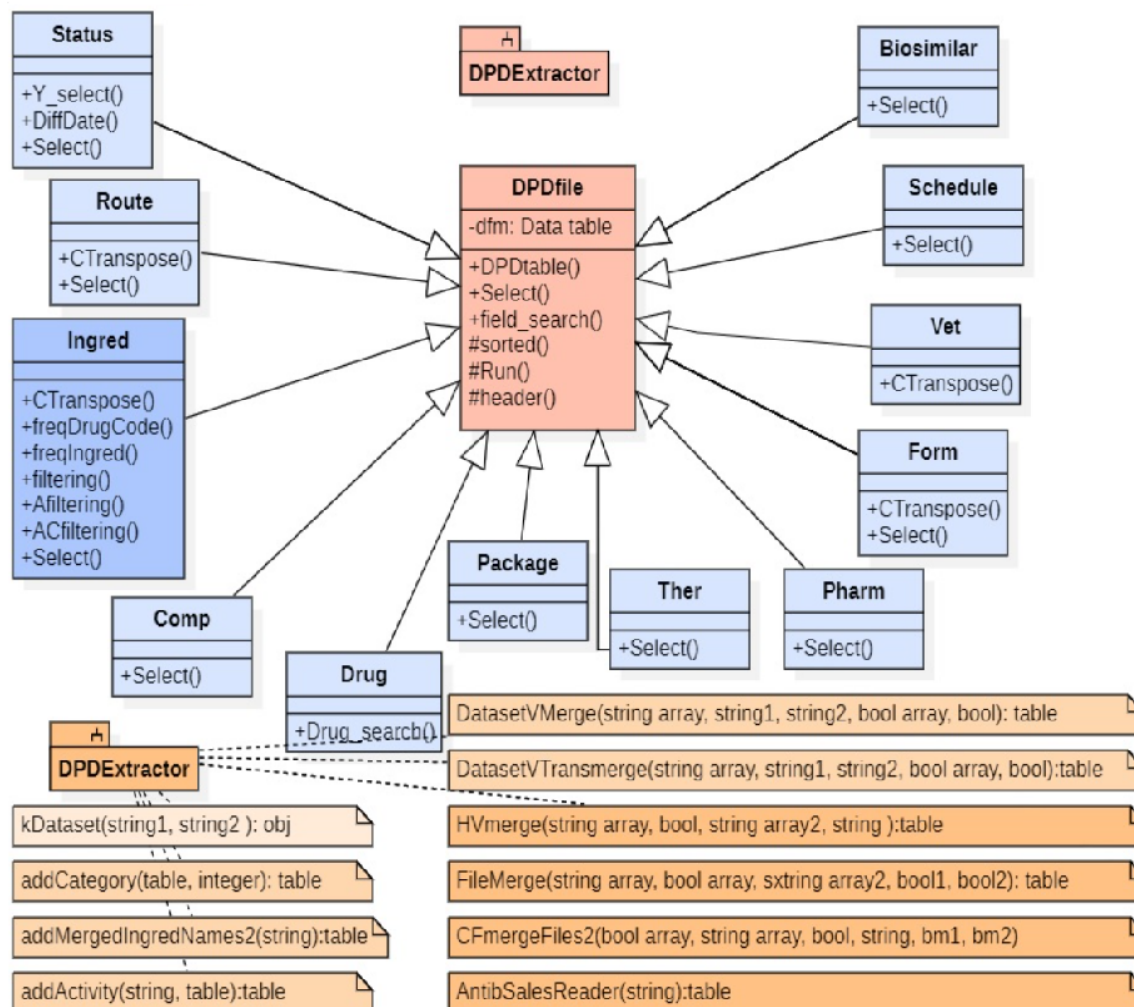 Status
+Y_select()
+DiffDate()
+Select()
DPDExtractor
Biosimilar
+Select()
Route
+CTranspose()
+Select()
DPDfile
-dfm: Data table
+DPDtable()
+Select()
+field_search()
#sorted()
#Run()
#header()
Schedule
+Select()
Ingred
+CTranspose()
+freqDrugCode()
+freqIngred()
+filtering()
+Afiltering()
+ACfiltering()
+Select()
Vet
+CTranspose()
Form
+CTranspose()
+Select()
Comp
+Select()
Drug
+Drug_searcb()
Package
+Select()
Ther
+Select()
Pharm
+Select()
DPDExtractor
kDataset(string1, string2 ): obj
addCategory(table, integer): table
addMergedIngredNames2(string):table
addActivity(string, table):table
DatasetVMerge(string array, string1, string2, bool array, bool): table
DatasetVTransmerge(string array, string1, string2, bool array, bool):table
HVmerge(string array, bool, string array2, string ):table
FileMerge(string array, bool array, sxtring array2, bool1, bool2): table
CFmergeFiles2(bool array, string array, bool, string, bm1, bm2)
AntibSalesReader(string):table